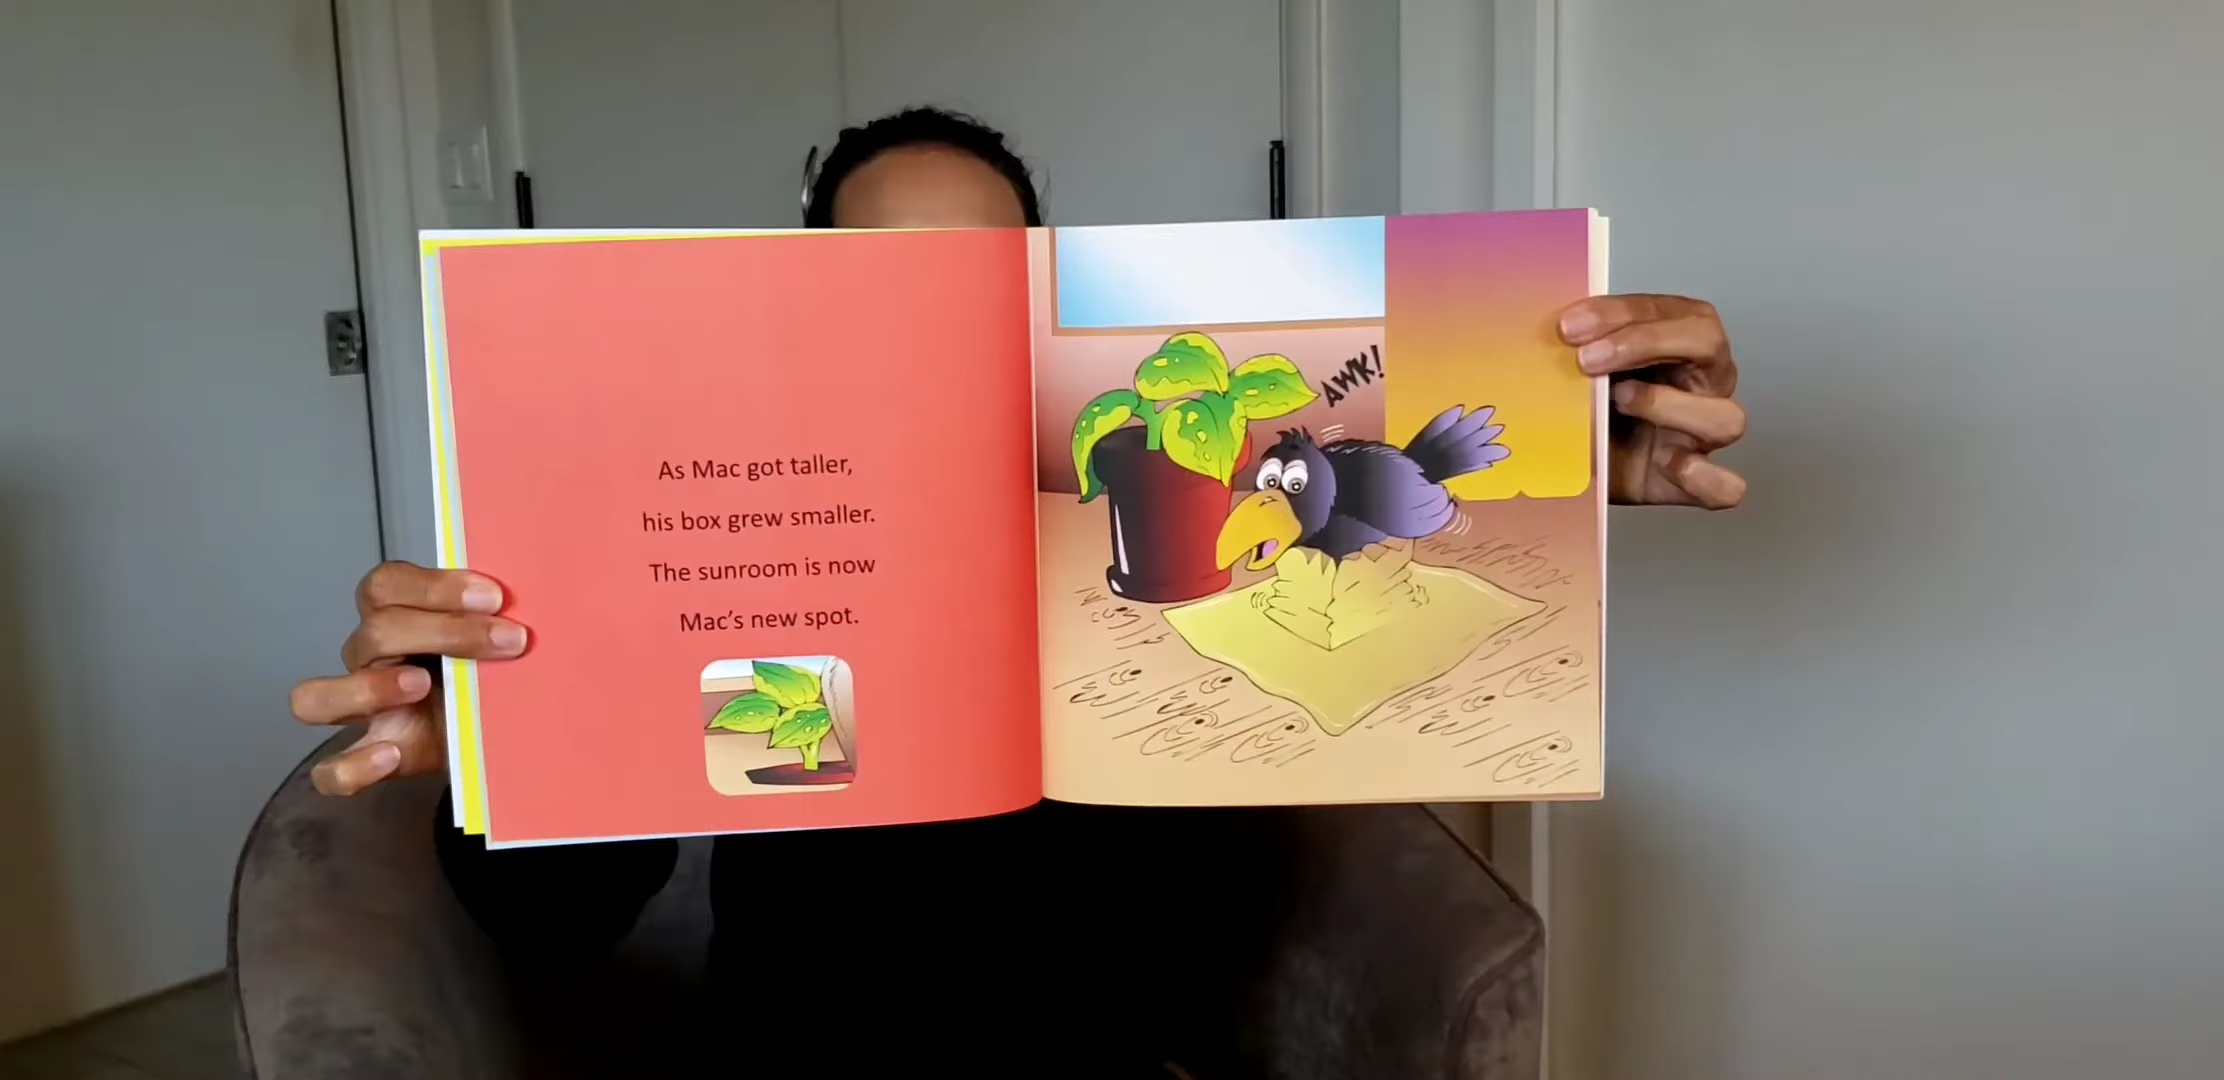 As Mac got taller,
his box grew smaller.
The sunroom is now
Mac's new spot.
AWK!